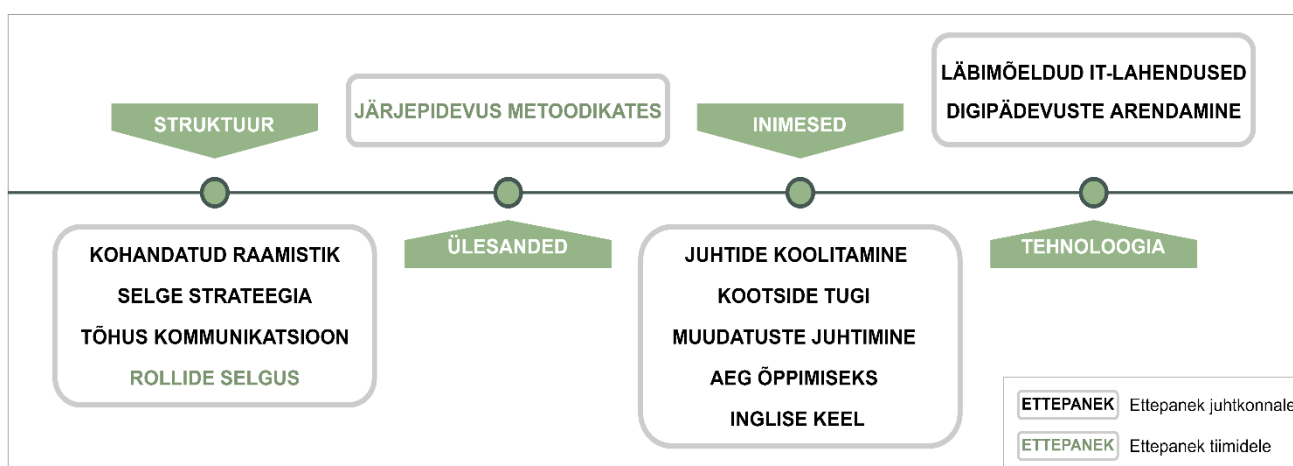 STRUKTUUR
KOHANDATUD RAAMISTIK
SELGE STRATEEGIA
TÕHUS KOMMUNIKATSIOON
ROLLIDE SELGUS
JÄRJEPIDEVUS METOODIKATES
ÜLESANDED
INIMESED
JUHTIDE KOOLITAMINE
KOOTSIDE TUGI
MUUDATUSTE JUHTIMINE
AEG ÕPPIMISEKS
INGLISE KEEL
LÄBIMÕELDUD IT-LAHENDUSED
DIGIPÄDEVUSTE ARENDAMINE
TEHNOLOOGIA
ETTEPANEK Ettepanek juhtkonnale
ETTEPANEK Ettepanek tiimidele